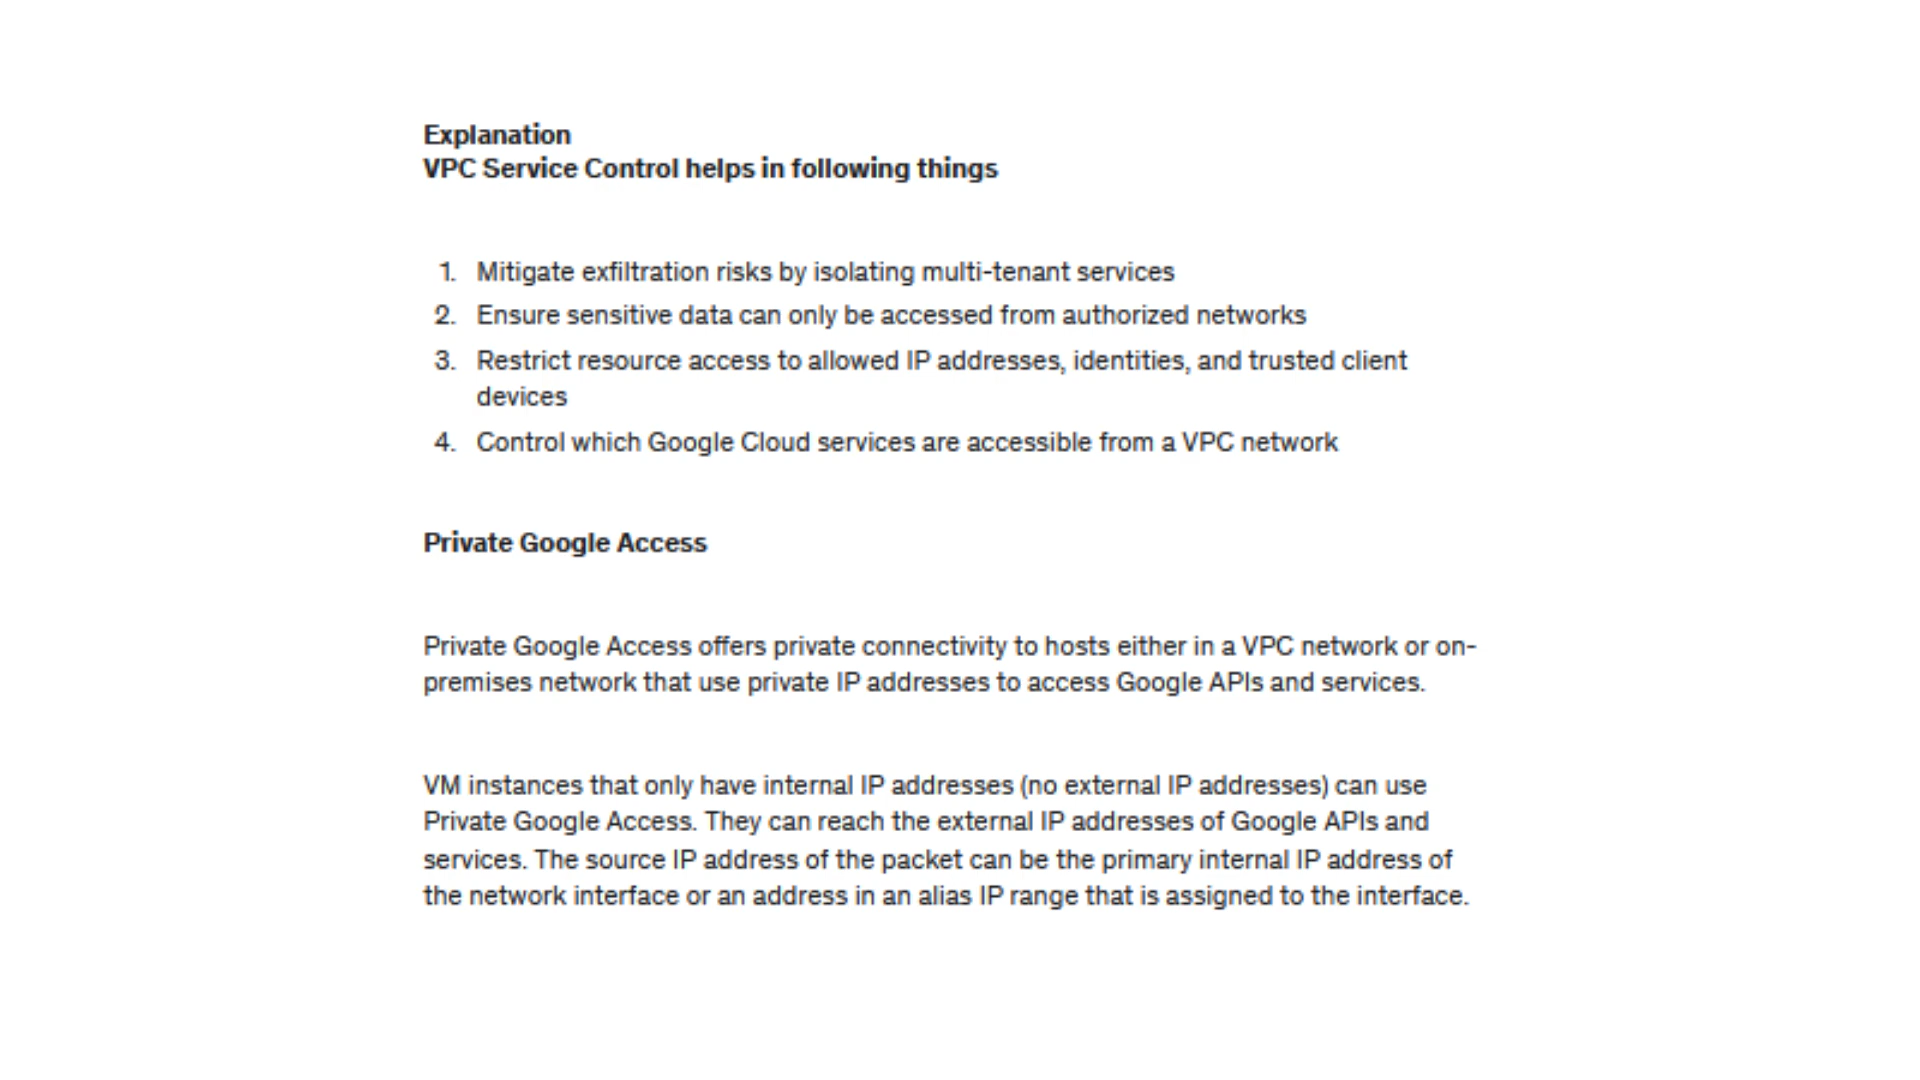 Explanation
VPC Service Control helps in following things
1. Mitigate exfiltration risks by isolating multi-tenant services
2. Ensure sensitive data can only be accessed from authorized networks
3. Restrict resource access to allowed IP addresses, identities, and trusted client
devices
4. Control which Google Cloud services are accessible from a VPC network
Private Google Access
Private Google Access offers private connectivity to hosts either in a VPC network or on-
premises network that use private IP addresses to access Google APIs and services.
VM instances that only have internal IP addresses (no external IP addresses) can use
Private Google Access. They can reach the external IP addresses of Google APIs and
services. The source IP address of the packet can be the primary internal IP address of
the network interface or an address in an alias IP range that is assigned to the interface.